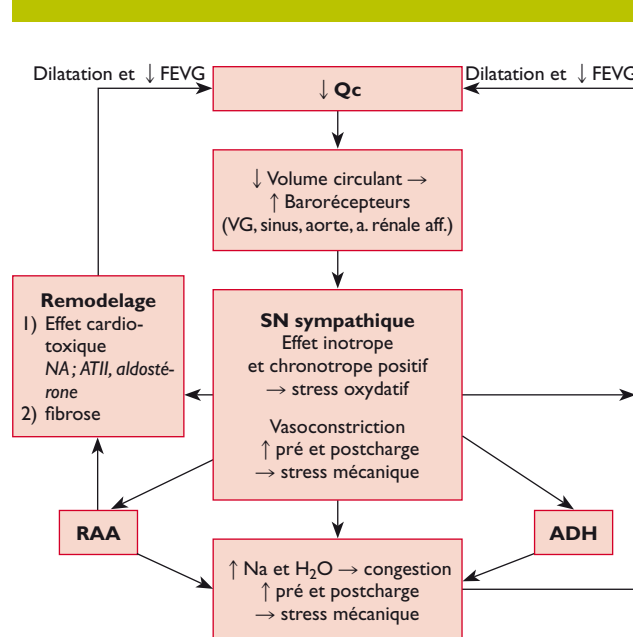 Dilatation et ↓ FEVG
Dilatation et ↓ FEVG
↓ Qc
↓ Volume circulant →
↑ Barorécepteurs
(VG, sinus, aorte, a. rénale aff.)
Remodelage
1) Effet cardio-
toxique
NA ; ATII, aldosté-
rone
2) fibrose
SN sympathique
Effet inotrope
et chronotrope positif
→ stress oxydatif
Vasoconstriction
↑ pré et postcharge
→ stress mécanique
RAA
ADH
↑ Na et H₂O → congestion
↑ pré et postcharge
→ stress mécanique